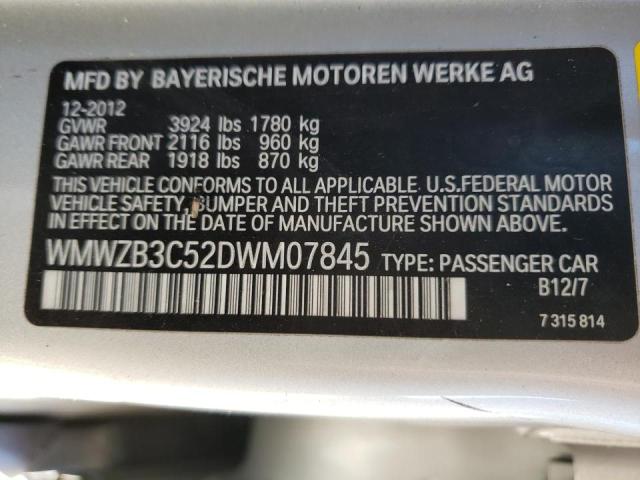 MFD BY BAYERISCHE MOTOREN WERKE AG
12-2012
GVWR 3924 lbs 1780 kg
GAWR FRONT 2116 lbs 960 kg
GAWR REAR 1918 lbs 870 kg
THIS VEHICLE CONFORMS TO ALL APPLICABLE U.S.FEDERAL MOTOR
VEHICLE SAFETY, BUMPER AND THEFT PREVENTION STANDARDS
IN EFFECT ON THE DATE OF MANUFACTURE SHOWN ABOVE.
WMWZB3C52DWM07845 TYPE: PASSENGER CAR
B12/7
7 315 814